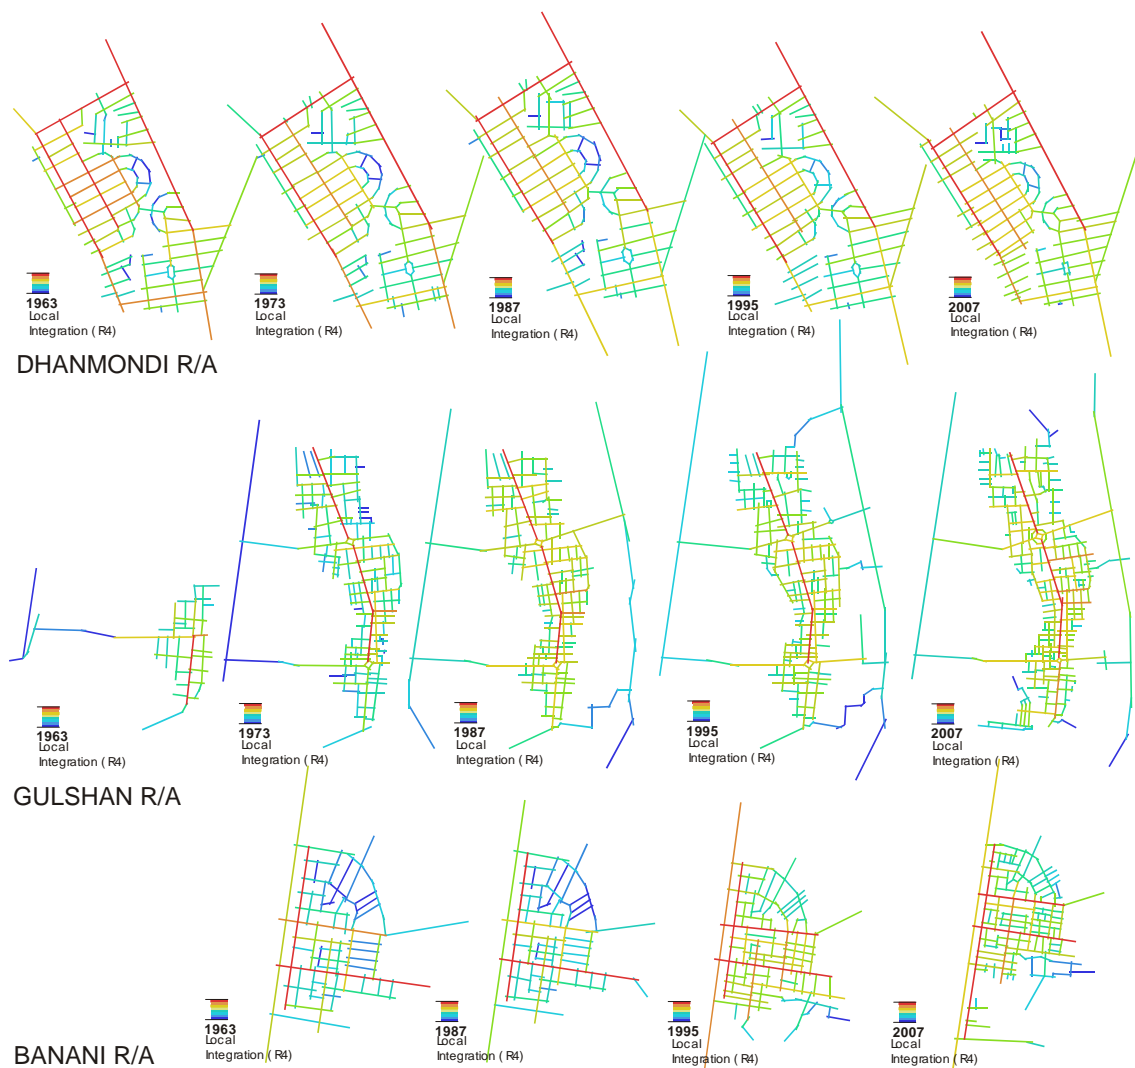 1963
Local
Integration ( R4)
1973
Local
Integration ( R4)
1987
Local
Integration ( R4)
1995
Local
Integration ( R4)
2007
Local
Integration ( R4)
DHANMONDI R/A
1963
Local
Integration ( R4)
1973
Local
Integration ( R4)
1987
Local
Integration ( R4)
1995
Local
Integration ( R4)
2007
Local
Integration ( R4)
GULSHAN R/A
1963
Local
Integration ( R4)
1987
Local
Integration ( R4)
1995
Local
Integration ( R4)
2007
Local
Integration ( R4)
BANANI R/A